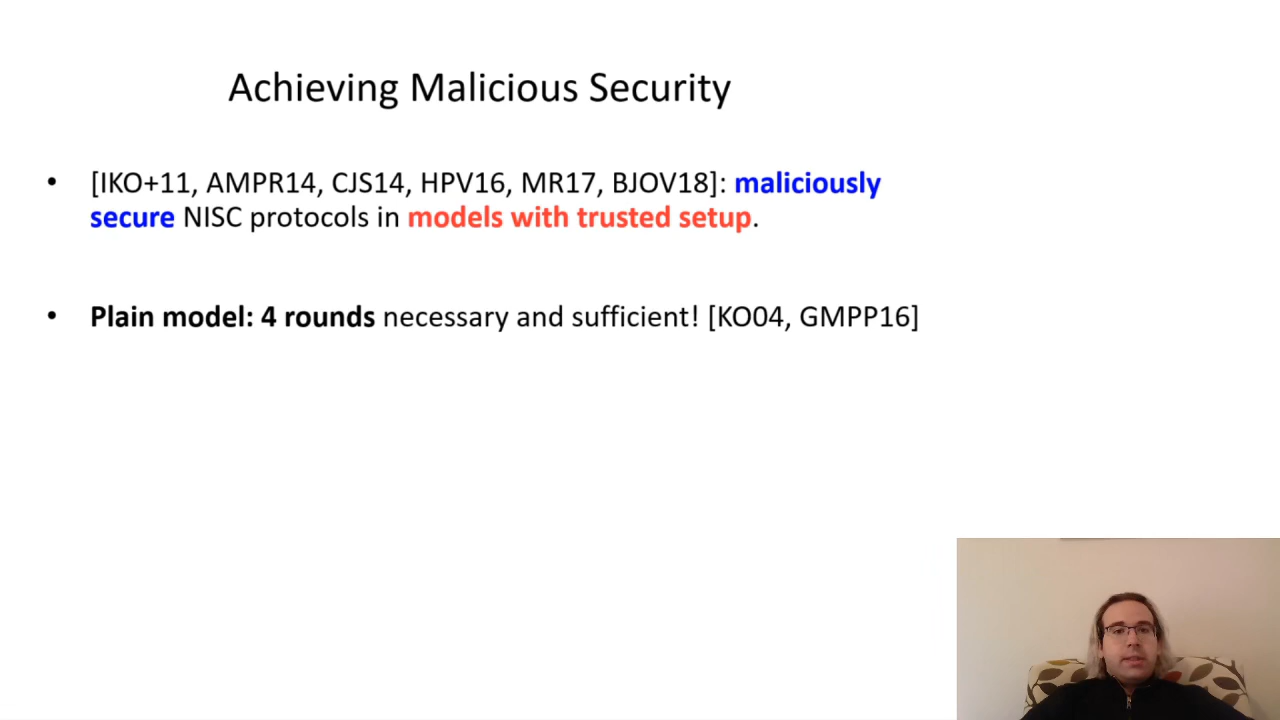 Achieving Malicious Security
• [IKO+11, AMPR14, CJS14, HPV16, MR17, BJOV18]: maliciously
secure NISC protocols in models with trusted setup.
• Plain model: 4 rounds necessary and sufficient! [KO04, GMPP16]